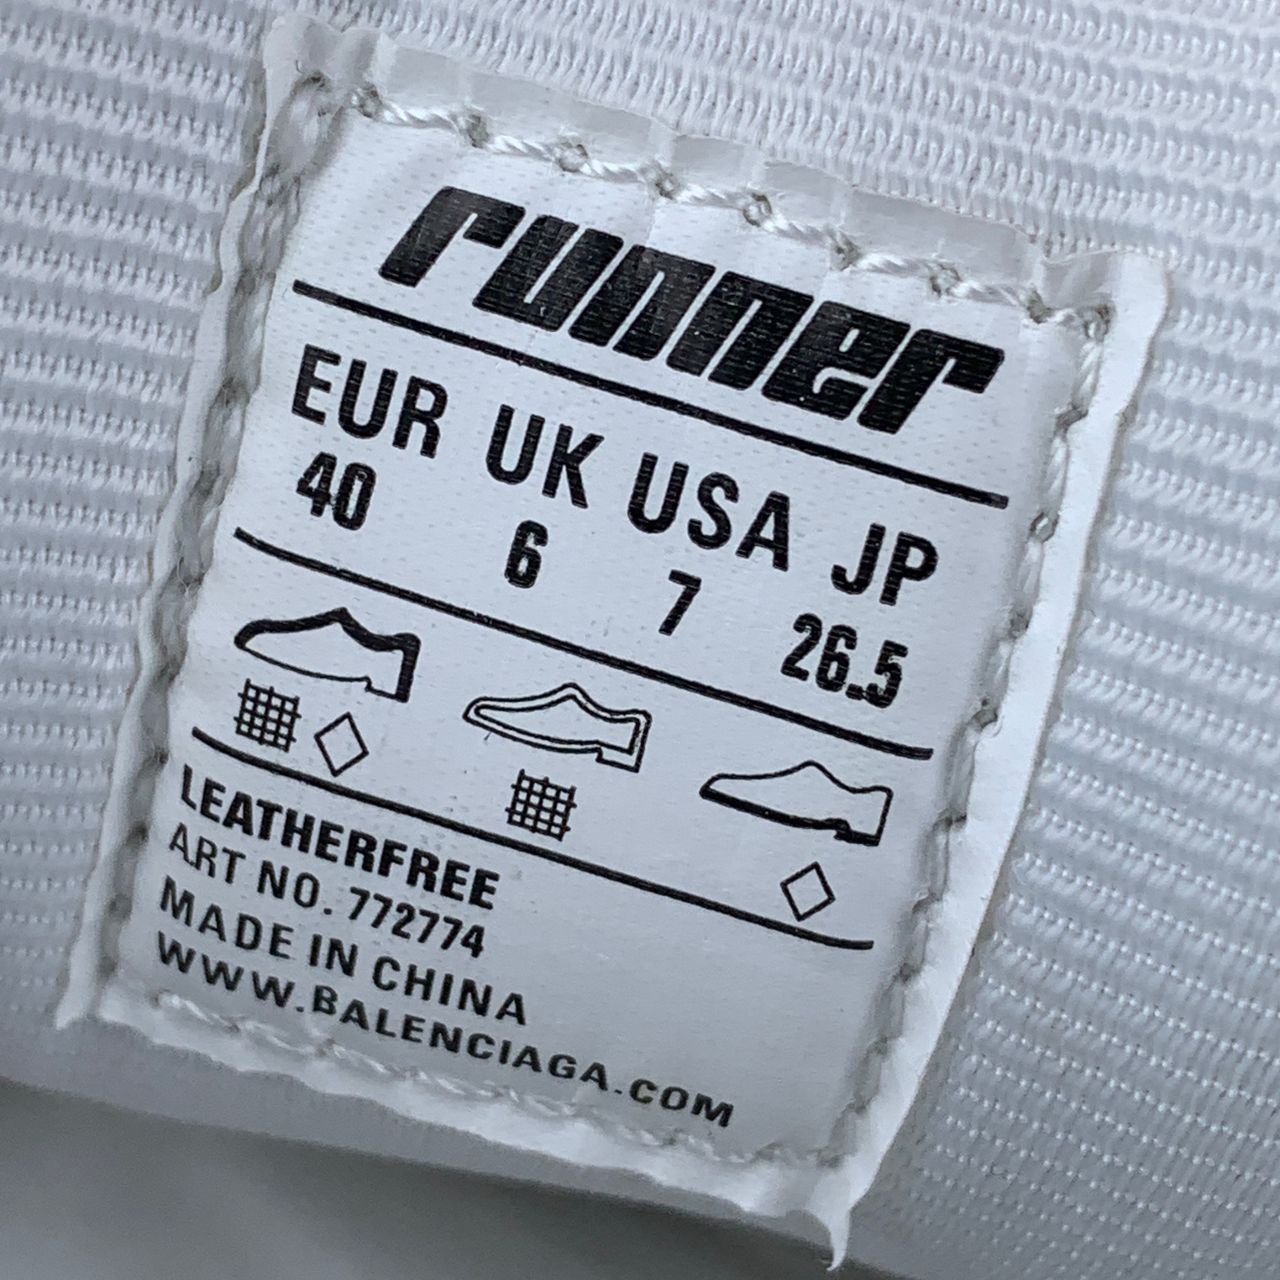 runner
EUR UK USA JP
40 6 7 26.5
LEATHERFREE
ART NO. 772774
MADE IN CHINA
WWW.BALENCIAGA.COM